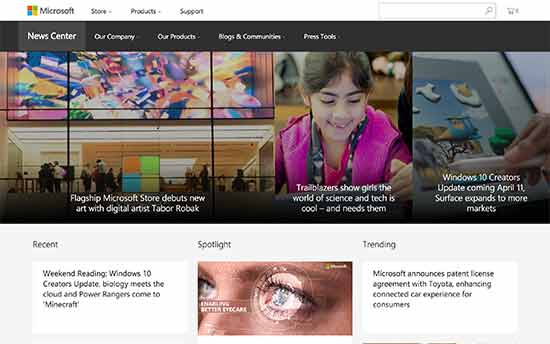 Microsoft
Store
Products
Support
0
News Center
Our Company
Our Products
Blogs & Communities
Press Tools
Flagship Microsoft Store debuts new
art with digital artist Tabor Robak
Trailblazers show girls the
world of science and tech is
cool – and needs them
Windows 10 Creators
Update coming April 11,
Surface expands to more
markets
Recent
Spotlight
Trending
Weekend Reading: Windows 10
Creators Update, biology meets the
cloud and Power Rangers come to
'Minecraft'
Microsoft
ENABLING
BETTER EYECARE
Microsoft announces patent license
agreement with Toyota, enhancing
connected car experience for
consumers